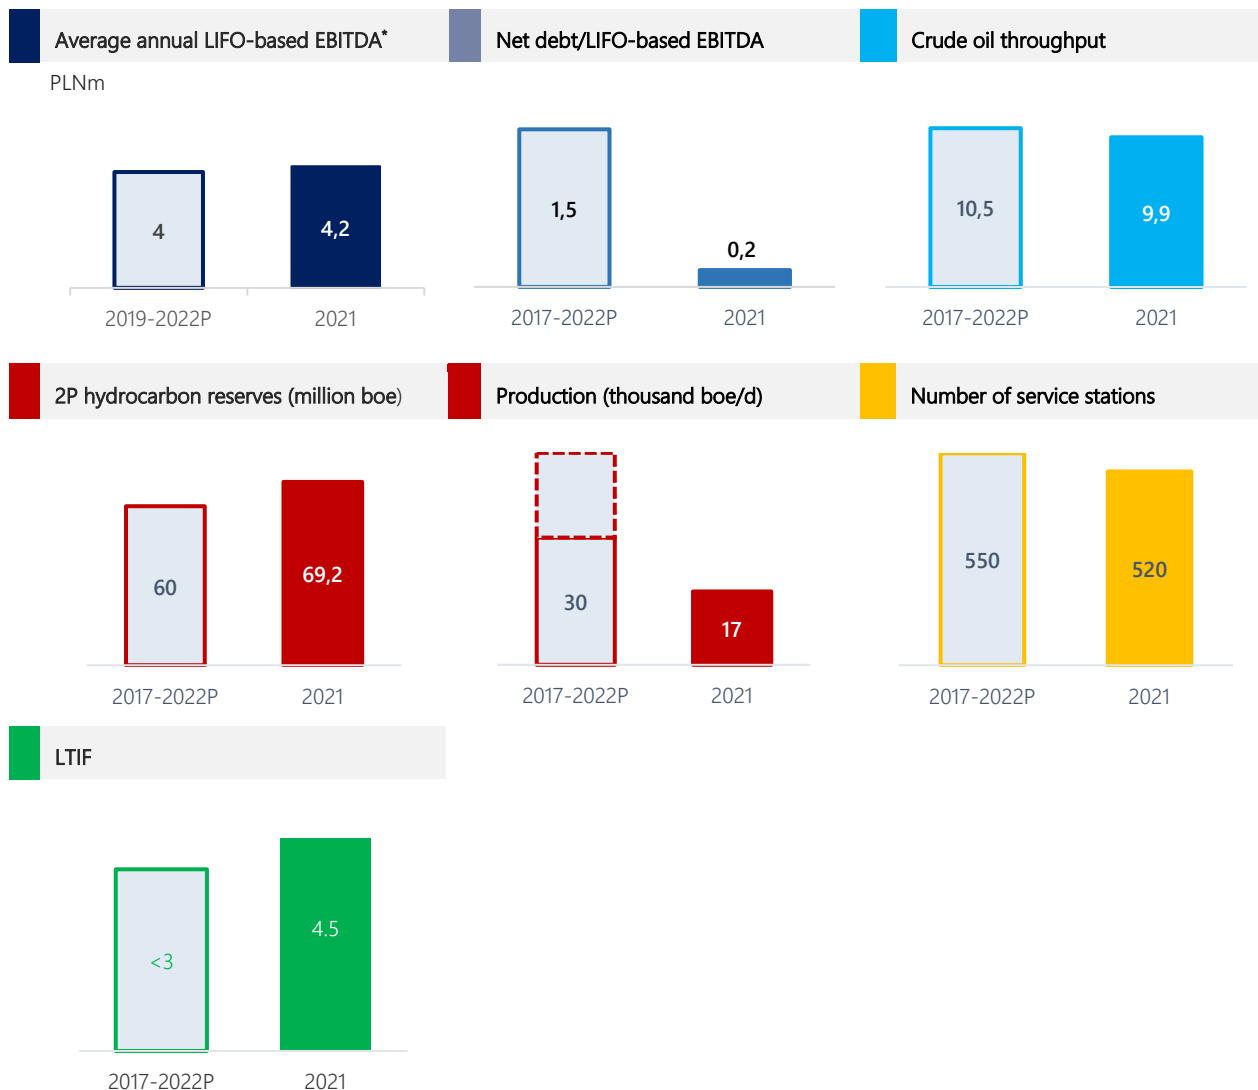 Average annual LIFO-based EBITDA*
PLNm
4
4,2
2019-2022P
2021
Net debt/LIFO-based EBITDA
1,5
0,2
2017-2022P
2021
Crude oil throughput
10,5
9,9
2017-2022P
2021
2P hydrocarbon reserves (million boe)
60
69,2
2017-2022P
2021
Production (thousand boe/d)
30
17
2017-2022P
2021
Number of service stations
550
520
2017-2022P
2021
LTIF
<3
4.5
2017-2022P
2021